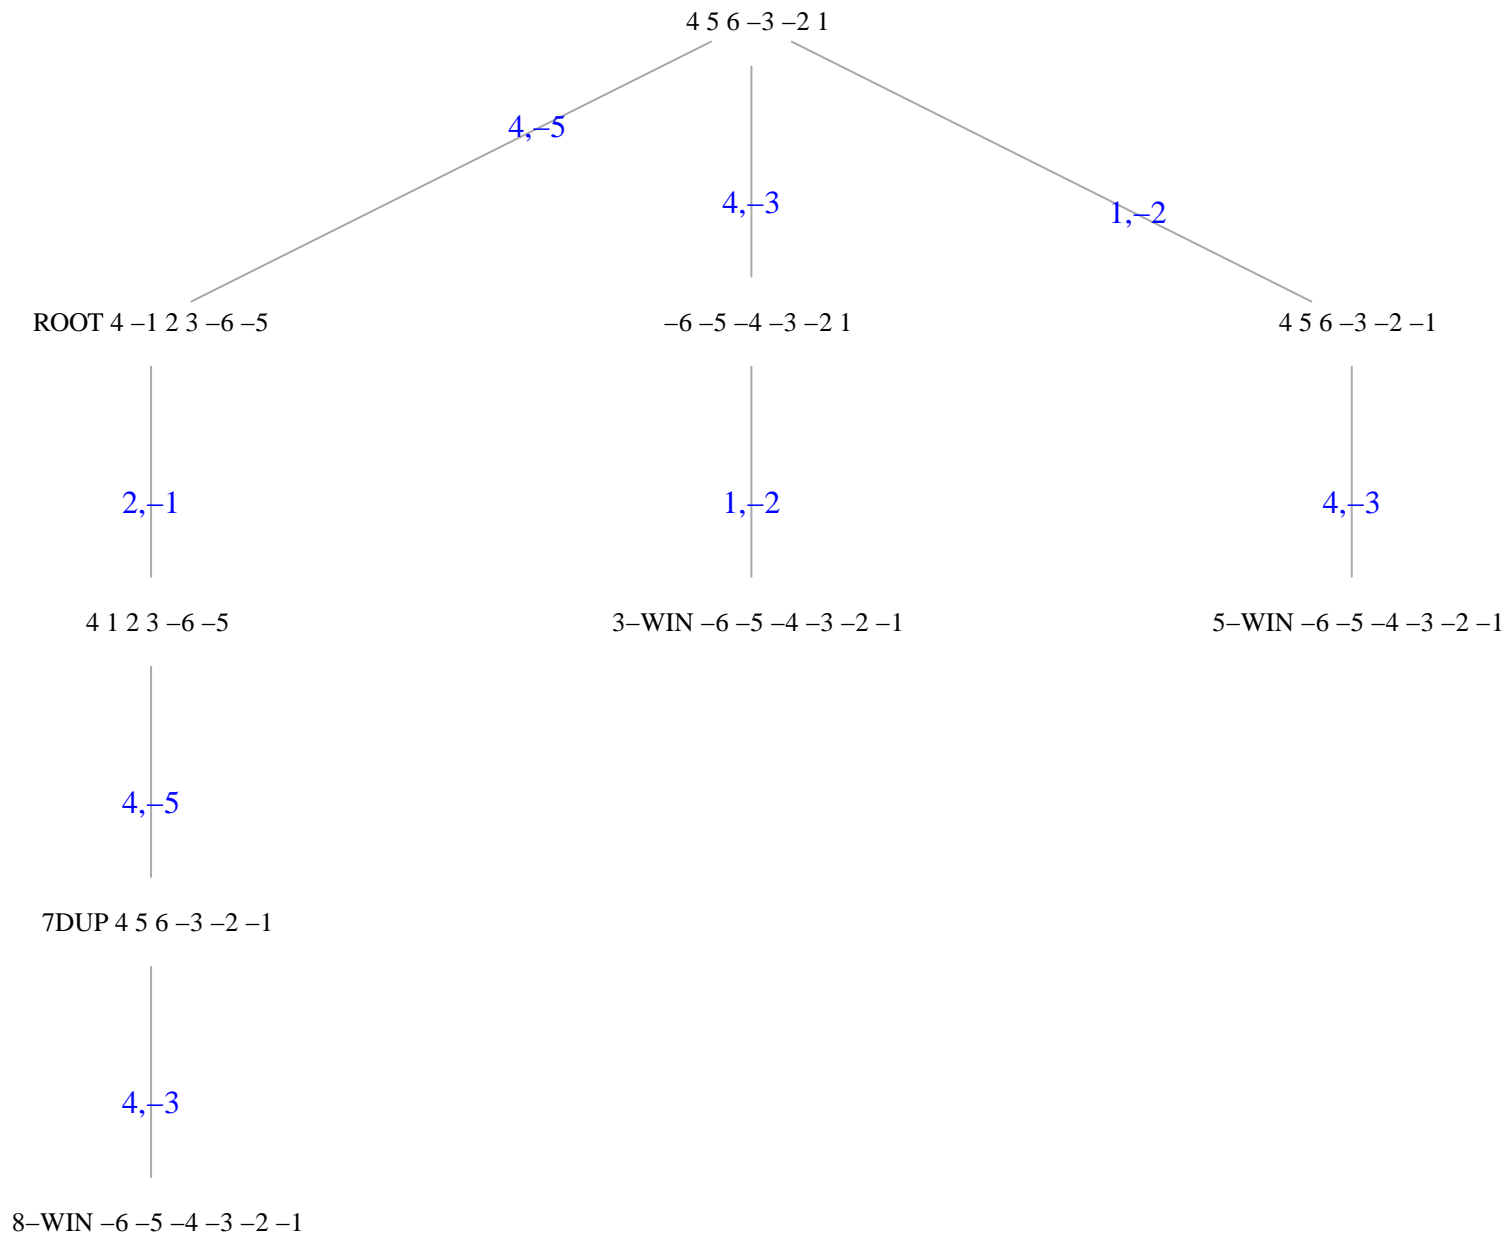 4 5 6 –3 –2 1
4,–5
4,–3
1,–2
ROOT 4 –1 2 3 –6 –5
–6 –5 –4 –3 –2 1
4 5 6 –3 –2 –1
2,–1
1,–2
4,–3
4 1 2 3 –6 –5
3–WIN –6 –5 –4 –3 –2 –1
5–WIN –6 –5 –4 –3 –2 –1
4,–5
7DUP 4 5 6 –3 –2 –1
4,–3
8–WIN –6 –5 –4 –3 –2 –1